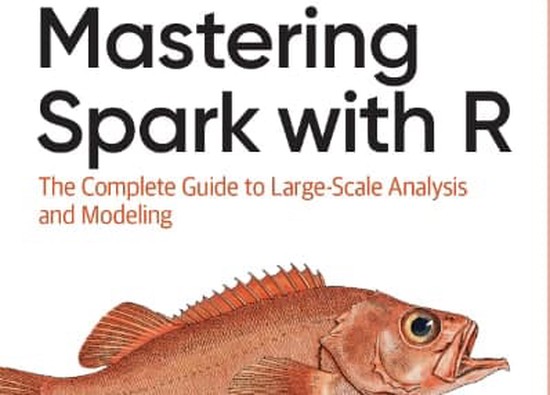 Mastering
Spark with R
The Complete Guide to Large-Scale Analysis
and Modeling